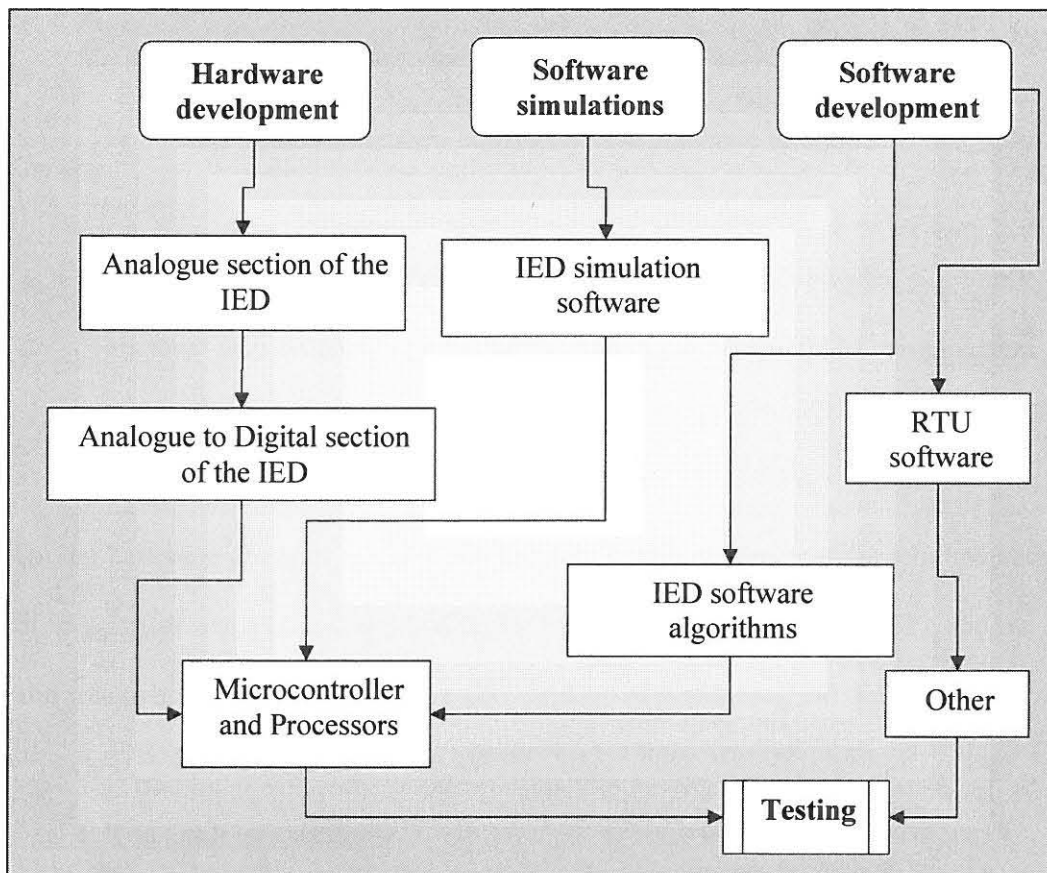 Hardware
development
Software
simulations
Software
development
Analogue section of the
IED
IED simulation
software
Analogue to Digital section
of the IED
RTU
software
IED software
algorithms
Microcontroller
and Processors
Other
Testing